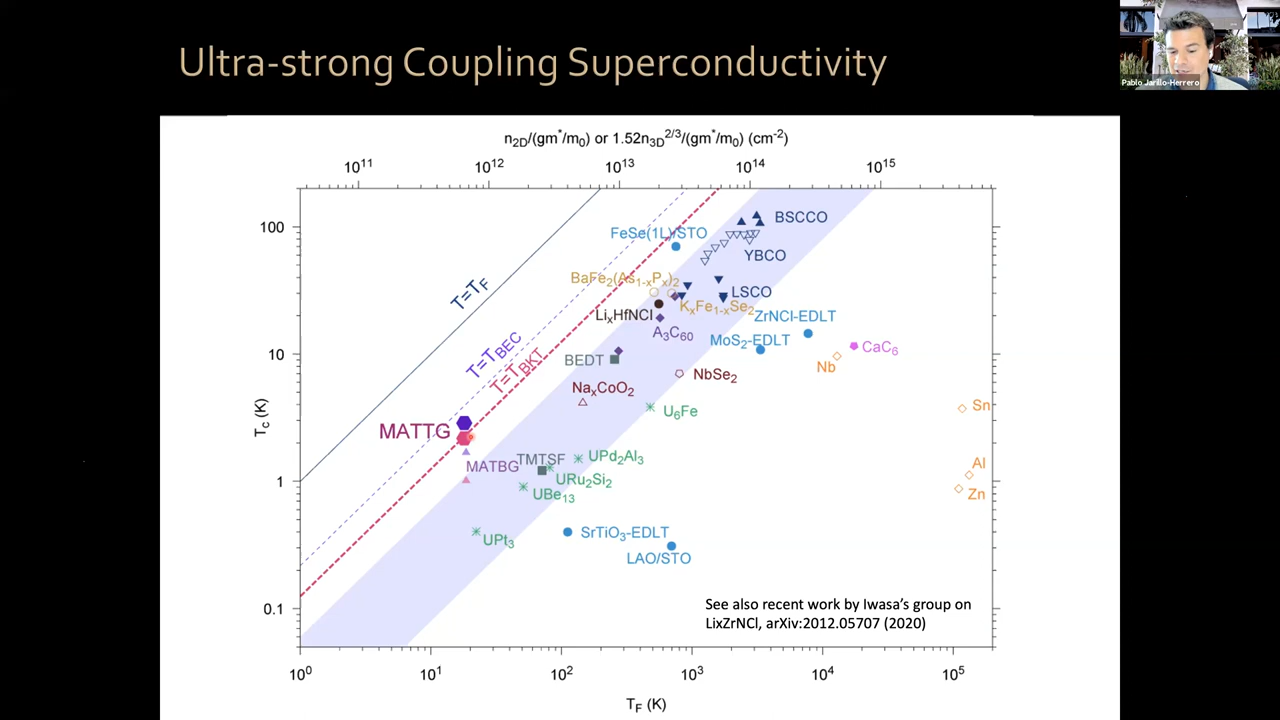 Ultra-strong Coupling Superconductivity
Pablo Jarillo-Herrero
n2D/(gm*/m0) or 1.52n3D^2/3/(gm*/m0) (cm^-2)
10^11 10^12 10^13 10^14 10^15
100
10
1
0.1
Tc (K)
T=TF
T=TBEC
T=TBKT
BSCCO
FeSe(1L)/STO
YBCO
BaFe2(As1-xPx)2
LSCO
KxFe1-xSe2
LixHfNCl
ZrNCl-EDLT
A3C60
MoS2-EDLT
CaC6
BEDT
Nb
NbSe2
NaxCoO2
Sn
U6Fe
MATTG
TMTSF
UPd2Al3
MATBG
Al
URu2Si2
UBe13
Zn
SrTiO3-EDLT
UPt3
LAO/STO
See also recent work by Iwasa's group on
LixZrNCl, arXiv:2012.05707 (2020)
10^0 10^1 10^2 10^3 10^4 10^5
TF (K)